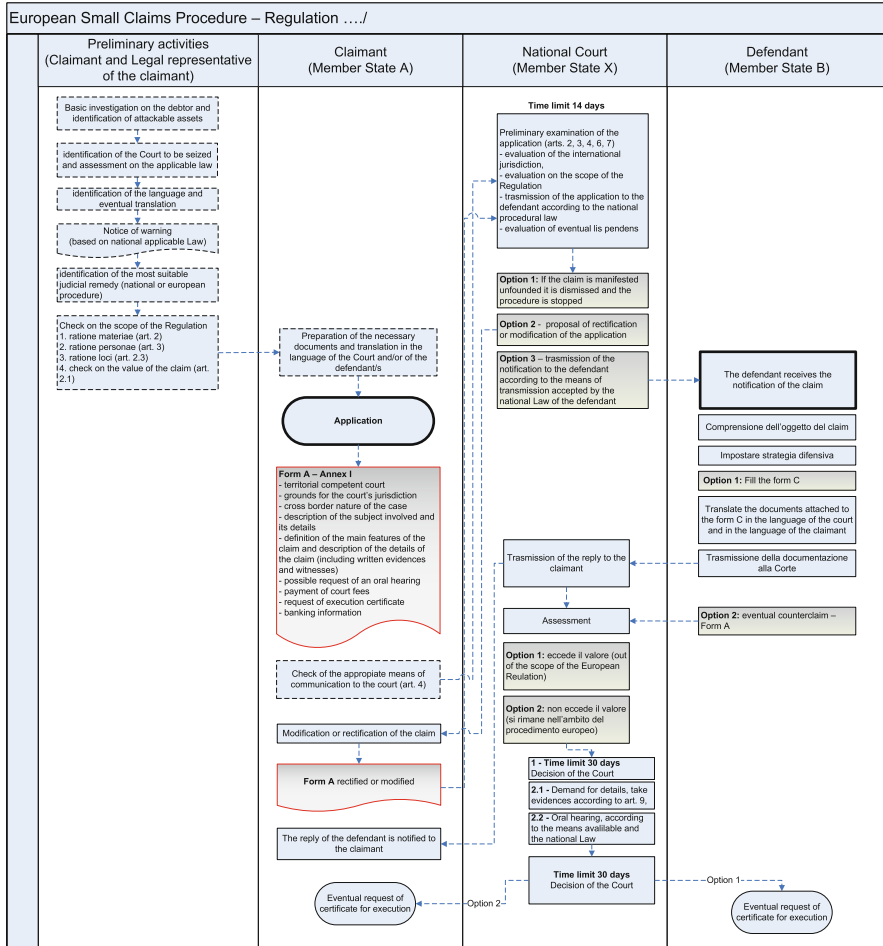 European Small Claims Procedure – Regulation …./
Preliminary activities
(Claimant and Legal representative
of the claimant)
Claimant
(Member State A)
National Court
(Member State X)
Defendant
(Member State B)
Basic investigation on the debtor and
identification of attackable assets
identification of the Court to be seized
and assessment on the applicable law
identification of the language and
eventual translation
Notice of warning
(based on national applicable Law)
identification of the most suitable
judicial remedy (national or european
procedure)
Check on the scope of the Regulation
1. ratione materiae (art. 2)
2. ratione personae (art. 3)
3. ratione loci (art. 2.3)
4. check on the value of the claim (art.
2.1)
Preparation of the necessary
documents and translation in
the language of the Court and/or of the
defendant/s
Application
Form A – Annex I
- territorial competent court
- grounds for the court's jurisdiction
- cross border nature of the case
- description of the subject involved and
its details
- definition of the main features of the
claim and description of the details of
the claim (including written evidences
and witnesses)
- possible request of an oral hearing
- payment of court fees
- request of execution certificate
- banking information
Check of the appropiate means of
communication to the court (art. 4)
Modification or rectification of the claim
Form A rectified or modified
The reply of the defendant is notified to
the claimant
Eventual request of
certificate for execution
Time limit 14 days
Preliminary examination of the
application (arts. 2, 3, 4, 6, 7)
- evaluation of the international
jurisdiction,
- evaluation on the scope of the
Regulation
- trasmission of the application to the
defendant according to the national
procedural law
- evaluation of eventual lis pendens
Option 1: If the claim is manifested
unfounded it is dismissed and the
procedure is stopped
Option 2 - proposal of rectification
or modification of the application
Option 3 – trasmission of the
notification to the defendant
according to the means of
transmission accepted by the
national Law of the defendant
Trasmission of the reply to the
claimant
Assessment
Option 1: eccede il valore (out
of the scope of the European
Reulation)
Option 2: non eccede il valore
(si rimane nell'ambito del
procedimento europeo)
1 - Time limit 30 days
Decision of the Court
2.1 - Demand for details, take
evidences according to art. 9,
2.2 - Oral hearing, according
to the means avalilable and
the national Law
Time limit 30 days
Decision of the Court
Option 2
Option 1
The defendant receives the
notification of the claim
Comprensione dell'oggetto del claim
Impostare strategia difensiva
Option 1: Fill the form C
Translate the documents attached to
the form C in the language of the court
and in the language of the claimant
Trasmissione della documentazione
alla Corte
Option 2: eventual counterclaim –
Form A
Eventual request of
certificate for execution